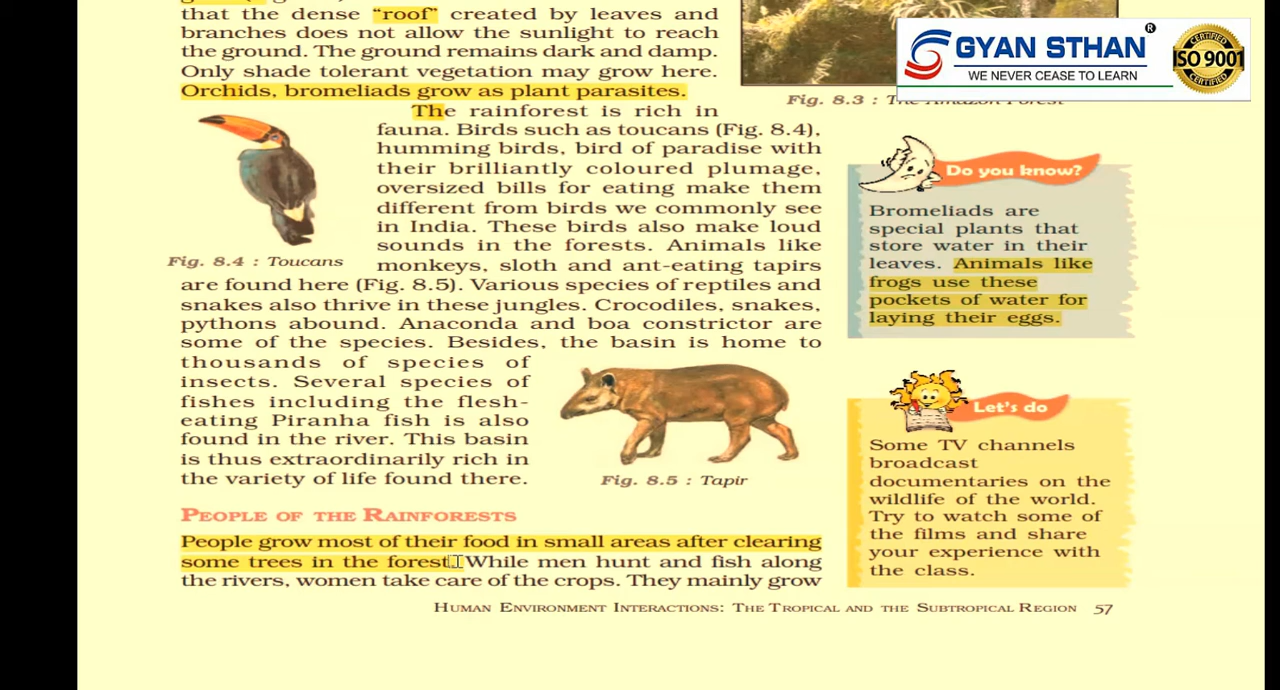 that the dense “roof” created by leaves and
branches does not allow the sunlight to reach
the ground. The ground remains dark and damp.
Only shade tolerant vegetation may grow here.
Orchids, bromeliads grow as plant parasites.
The rainforest is rich in
fauna. Birds such as toucans (Fig. 8.4),
humming birds, bird of paradise with
their brilliantly coloured plumage,
oversized bills for eating make them
different from birds we commonly see
in India. These birds also make loud
sounds in the forests. Animals like
monkeys, sloth and ant-eating tapirs
are found here (Fig. 8.5). Various species of reptiles and
snakes also thrive in these jungles. Crocodiles, snakes,
pythons abound. Anaconda and boa constrictor are
some of the species. Besides, the basin is home to
thousands of species of
insects. Several species of
fishes including the flesh-
eating Piranha fish is also
found in the river. This basin
is thus extraordinarily rich in
the variety of life found there.
Fig. 8.4 : Toucans
Fig. 8.5 : Tapir
PEOPLE OF THE RAINFORESTS
People grow most of their food in small areas after clearing
some trees in the forest. While men hunt and fish along
the rivers, women take care of the crops. They mainly grow
HUMAN ENVIRONMENT INTERACTIONS: THE TROPICAL AND THE SUBTROPICAL REGION 57
GYAN STHAN ®
WE NEVER CEASE TO LEARN
CERTIFIED
ISO 9001
CERTIFIED
Fig. 8.3 : The Amazon Forest
Do you know?
Bromeliads are
special plants that
store water in their
leaves. Animals like
frogs use these
pockets of water for
laying their eggs.
Let’s do
Some TV channels
broadcast
documentaries on the
wildlife of the world.
Try to watch some of
the films and share
your experience with
the class.